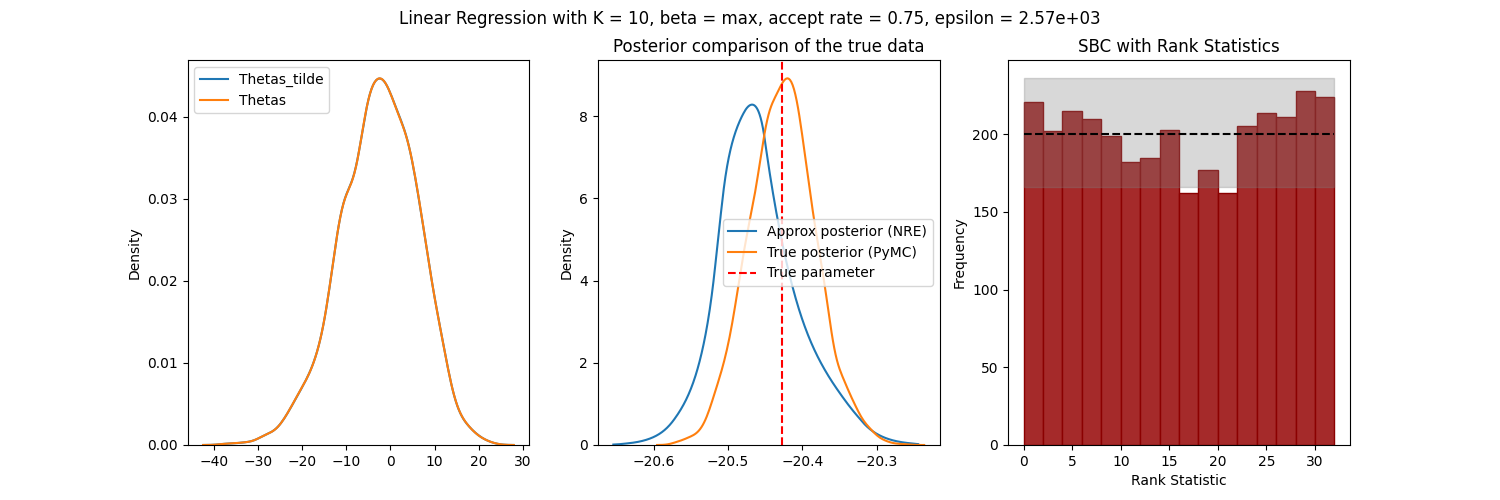 Linear Regression with K = 10, beta = max, accept rate = 0.75, epsilon = 2.57e+03
Thetas_tilde
Thetas
Density
0.00
0.01
0.02
0.03
0.04
−40
−30
−20
−10
0
10
20
30
Posterior comparison of the true data
Approx posterior (NRE)
True posterior (PyMC)
True parameter
Density
0
2
4
6
8
−20.6
−20.5
−20.4
−20.3
SBC with Rank Statistics
Frequency
0
50
100
150
200
0
5
10
15
20
25
30
Rank Statistic